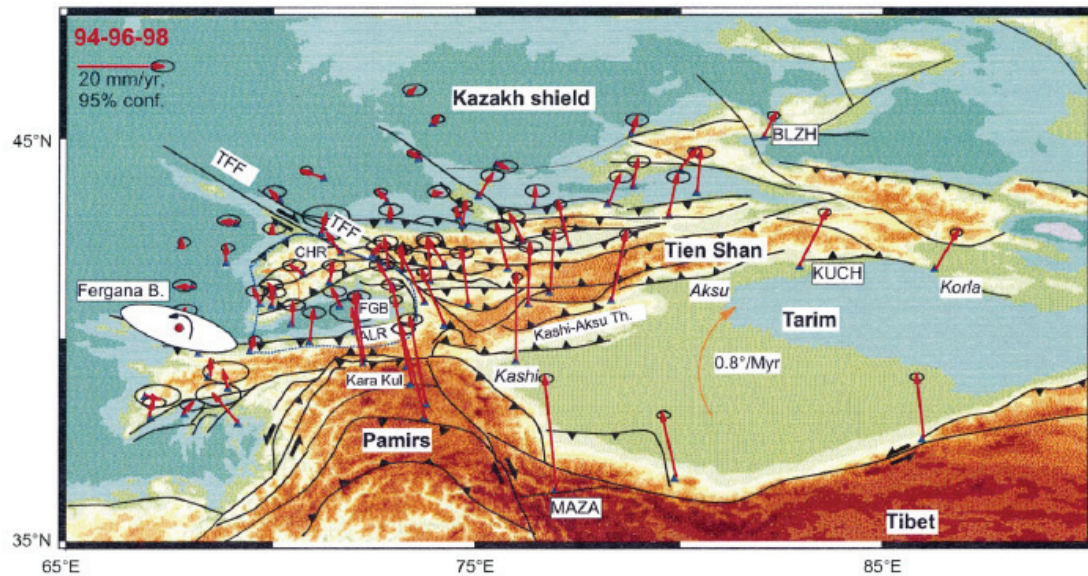 94-96-98
20 mm/yr,
95% conf.
Kazakh shield
45°N
BLZH
TFF
TFF
CHR
Tien Shan
Fergana B.
KUCH
Aksu
Korla
FGB
Tarim
ALR
Kashi-Aksu Th.
0.8°/Myr
Kara Kul
Kashi
Pamirs
MAZA
Tibet
35°N
65°E
75°E
85°E